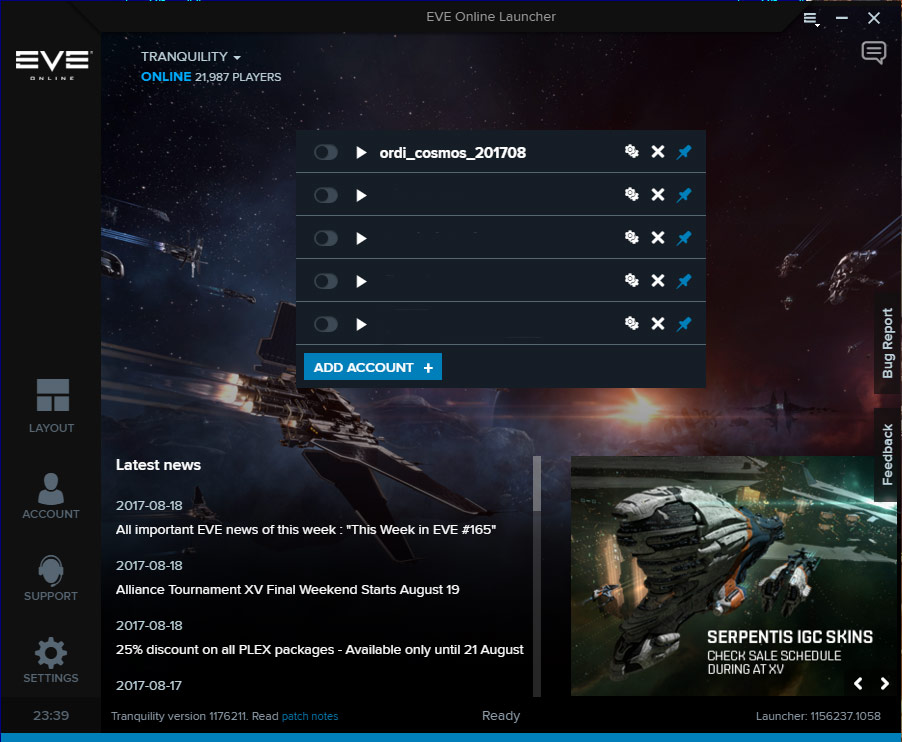 EVE Online Launcher
EVE
ONLINE
TRANQUILITY
ONLINE 21,987 PLAYERS
ordi_cosmos_201708
ADD ACCOUNT +
Bug Report
Feedback
LAYOUT
ACCOUNT
SUPPORT
SETTINGS
Latest news
2017-08-18
All important EVE news of this week : "This Week in EVE #165"
2017-08-18
Alliance Tournament XV Final Weekend Starts August 19
2017-08-18
25% discount on all PLEX packages - Available only until 21 August
2017-08-17
SERPENTIS IGC SKINS
CHECK SALE SCHEDULE
DURING AT XV
23:39
Tranquility version 1176211. Read patch notes
Ready
Launcher: 1156237.1058